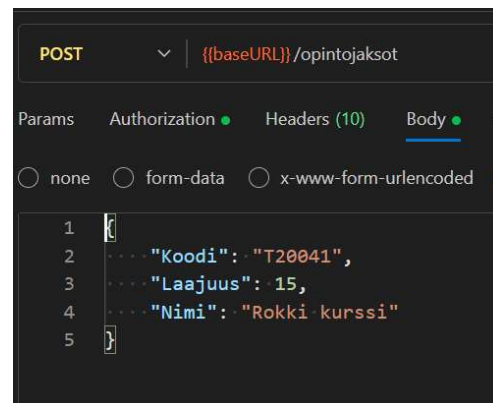 POST {{baseURL}}/opintojaksot
Params Authorization Headers (10) Body
none form-data x-www-form-urlencoded
1 {
2 "Koodi": "T20041",
3 "Laajuus": 15,
4 "Nimi": "Rokki kurssi"
5 }